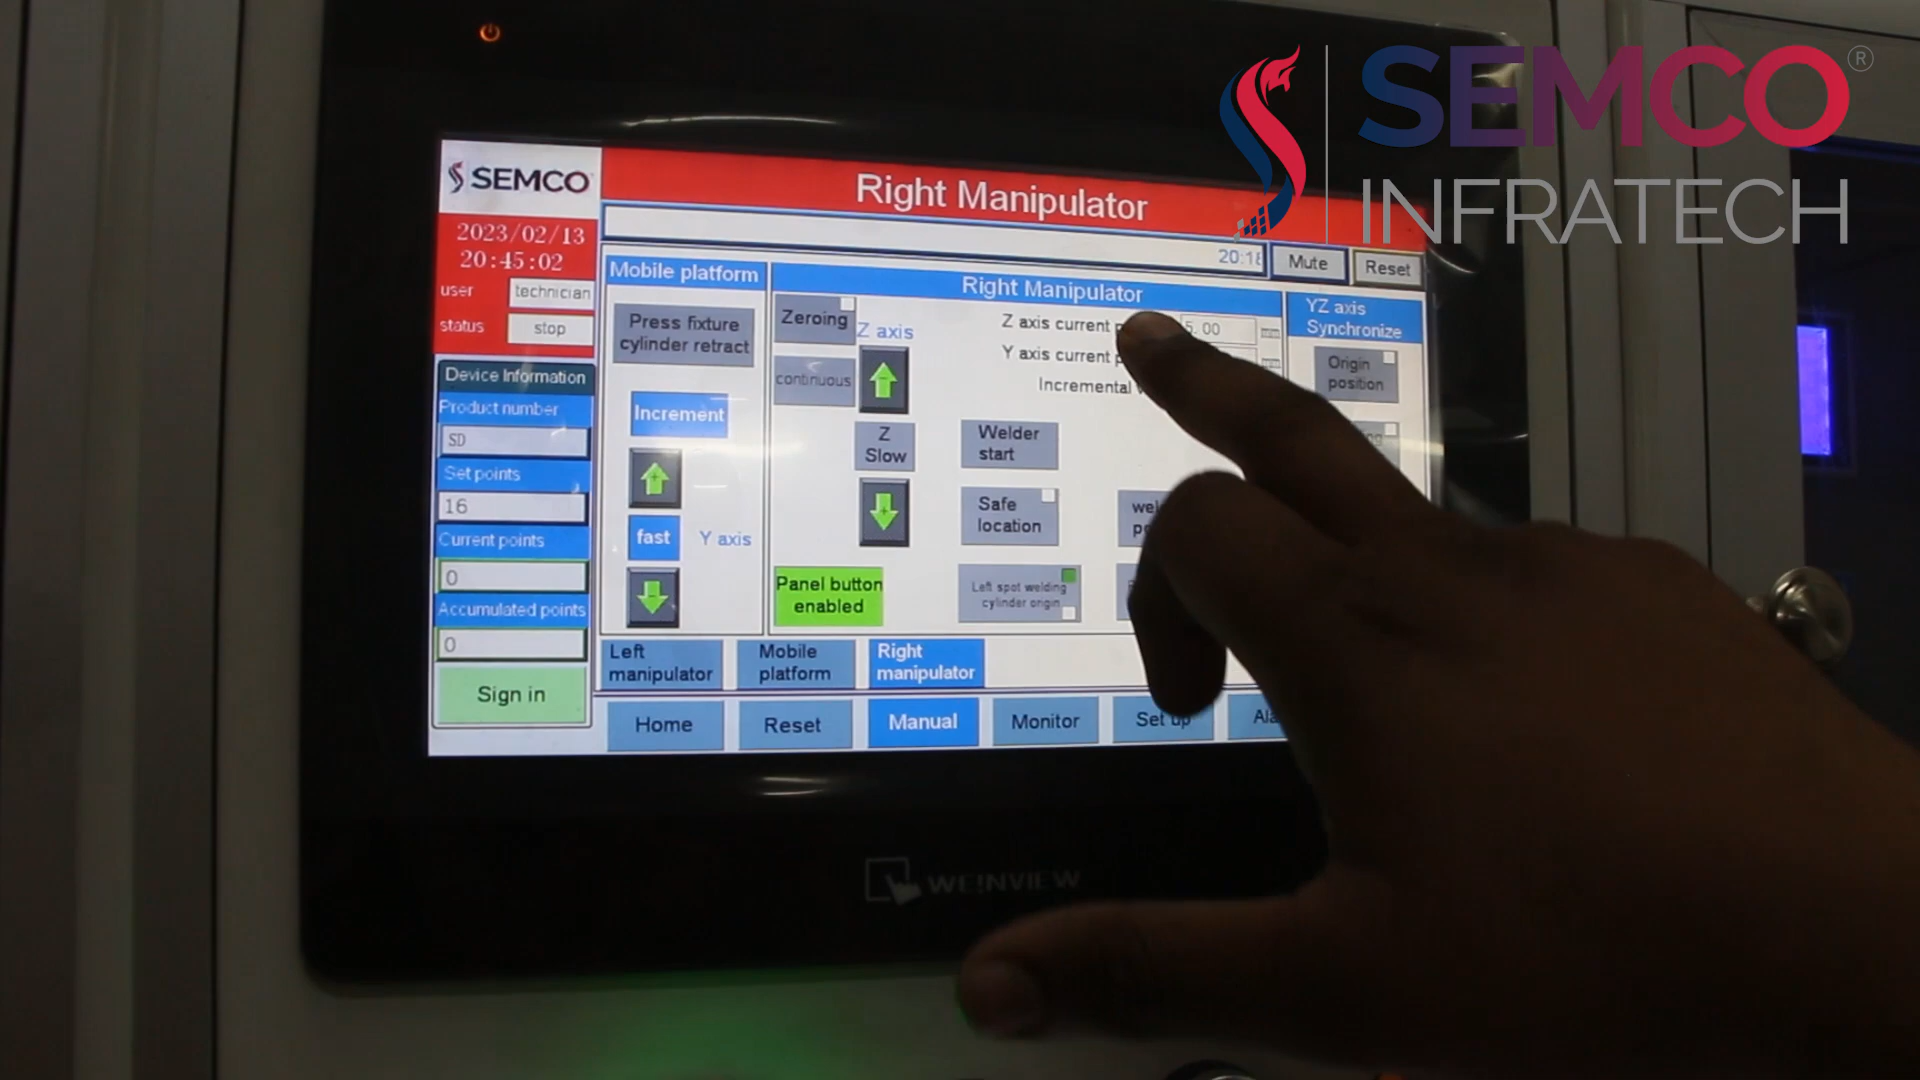 SEMCO®
INFRATECH
SEMCO
Right Manipulator
2023/02/13
20:45:02
user technician
status stop
20:18
Mute
Reset
Device Information
Product number
SD
Set points
16
Current points
0
Accumulated points
0
Sign in
Mobile platform
Press fixture
cylinder retract
Increment
fast
Y axis
Right Manipulator
Zeroing
Z axis
continuous
Z
Slow
Panel button
enabled
Z axis current
5.00
mm
Y axis current
mm
Incremental
Welder
start
Safe
location
Left spot welding
cylinder origin
YZ axis
Synchronize
Origin
position
Left
manipulator
Mobile
platform
Right
manipulator
Home
Reset
Manual
Monitor
Set up
WEINVIEW